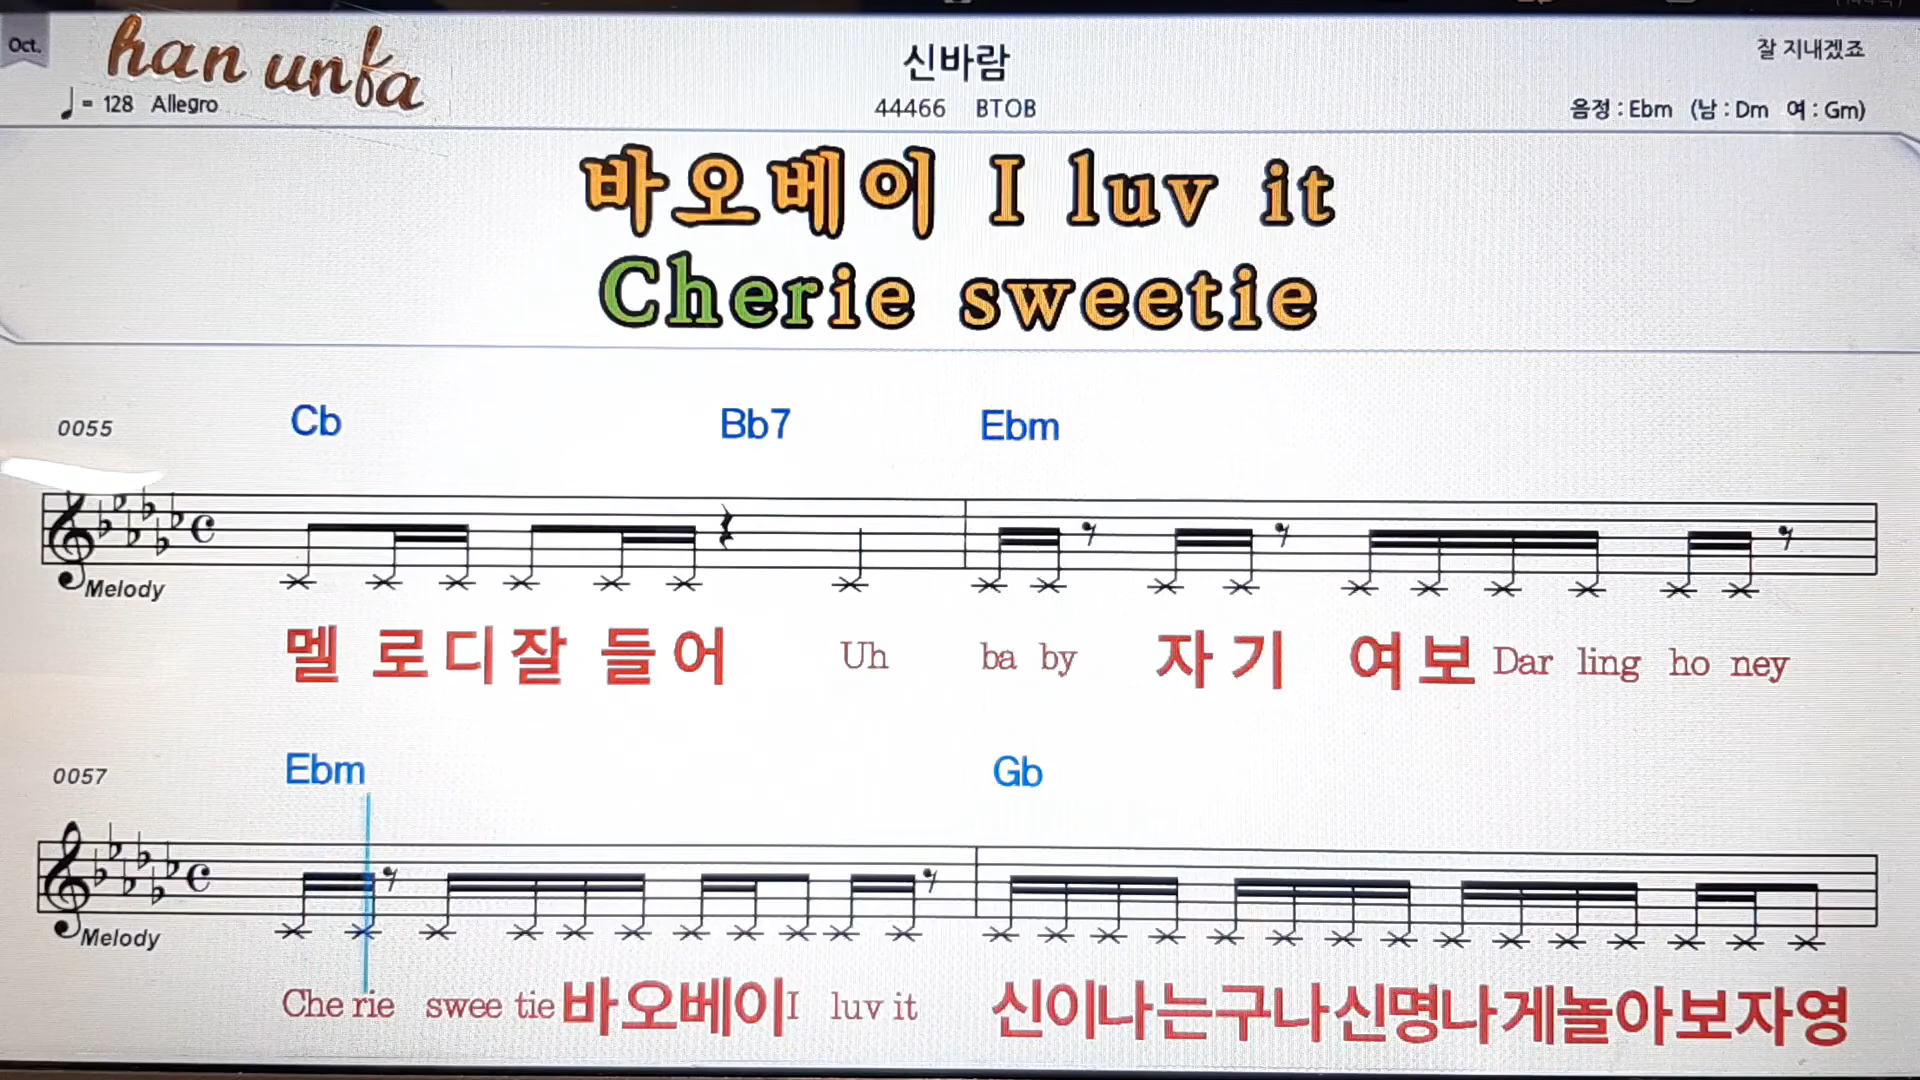 Oct.
han unfa
신바람
잘 지내겠죠
♩= 128 Allegro
44466 BTOB
음정 : Ebm (남 : Dm 여 : Gm)
바오베이 I luv it
Cherie sweetie
0055 Cb Bb7 Ebm
Melody
멜 로 디 잘 들 어 Uh ba by 자 기 여 보 Dar ling ho ney
0057 Ebm Gb
Melody
Che rie swee tie 바오베이 I luv it 신이나는구나신명나게놀아보자영